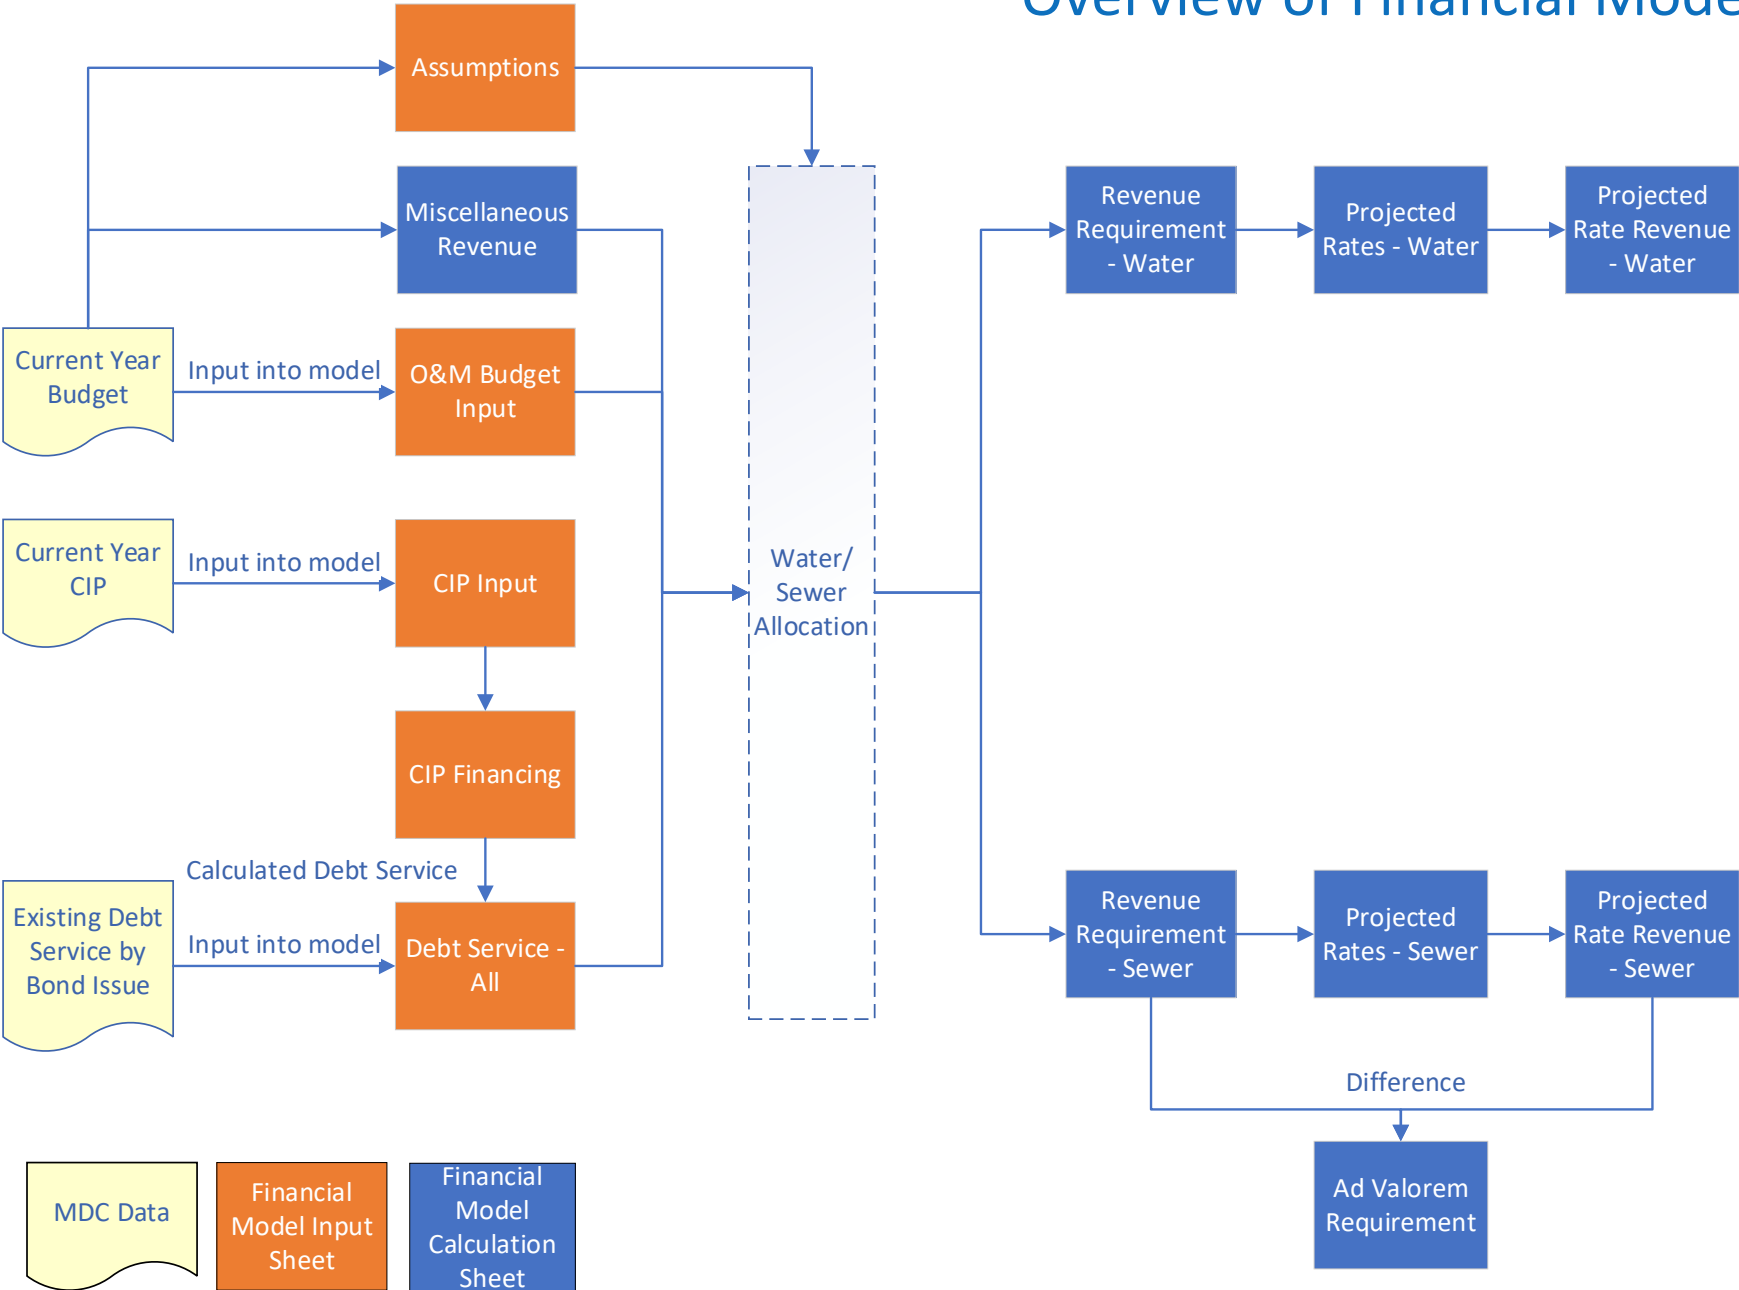 Overview of Financial Mode
Assumptions
Miscellaneous
Revenue
Current Year
Budget
Input into model
O&M Budget
Input
Current Year
CIP
Input into model
CIP Input
CIP Financing
Calculated Debt Service
Existing Debt
Service by
Bond Issue
Input into model
Debt Service -
All
Water/
Sewer
Allocation
Revenue
Requirement
- Water
Projected
Rates - Water
Projected
Rate Revenue
- Water
Revenue
Requirement
- Sewer
Projected
Rates - Sewer
Projected
Rate Revenue
- Sewer
Difference
Ad Valorem
Requirement
MDC Data
Financial
Model Input
Sheet
Financial
Model
Calculation
Sheet